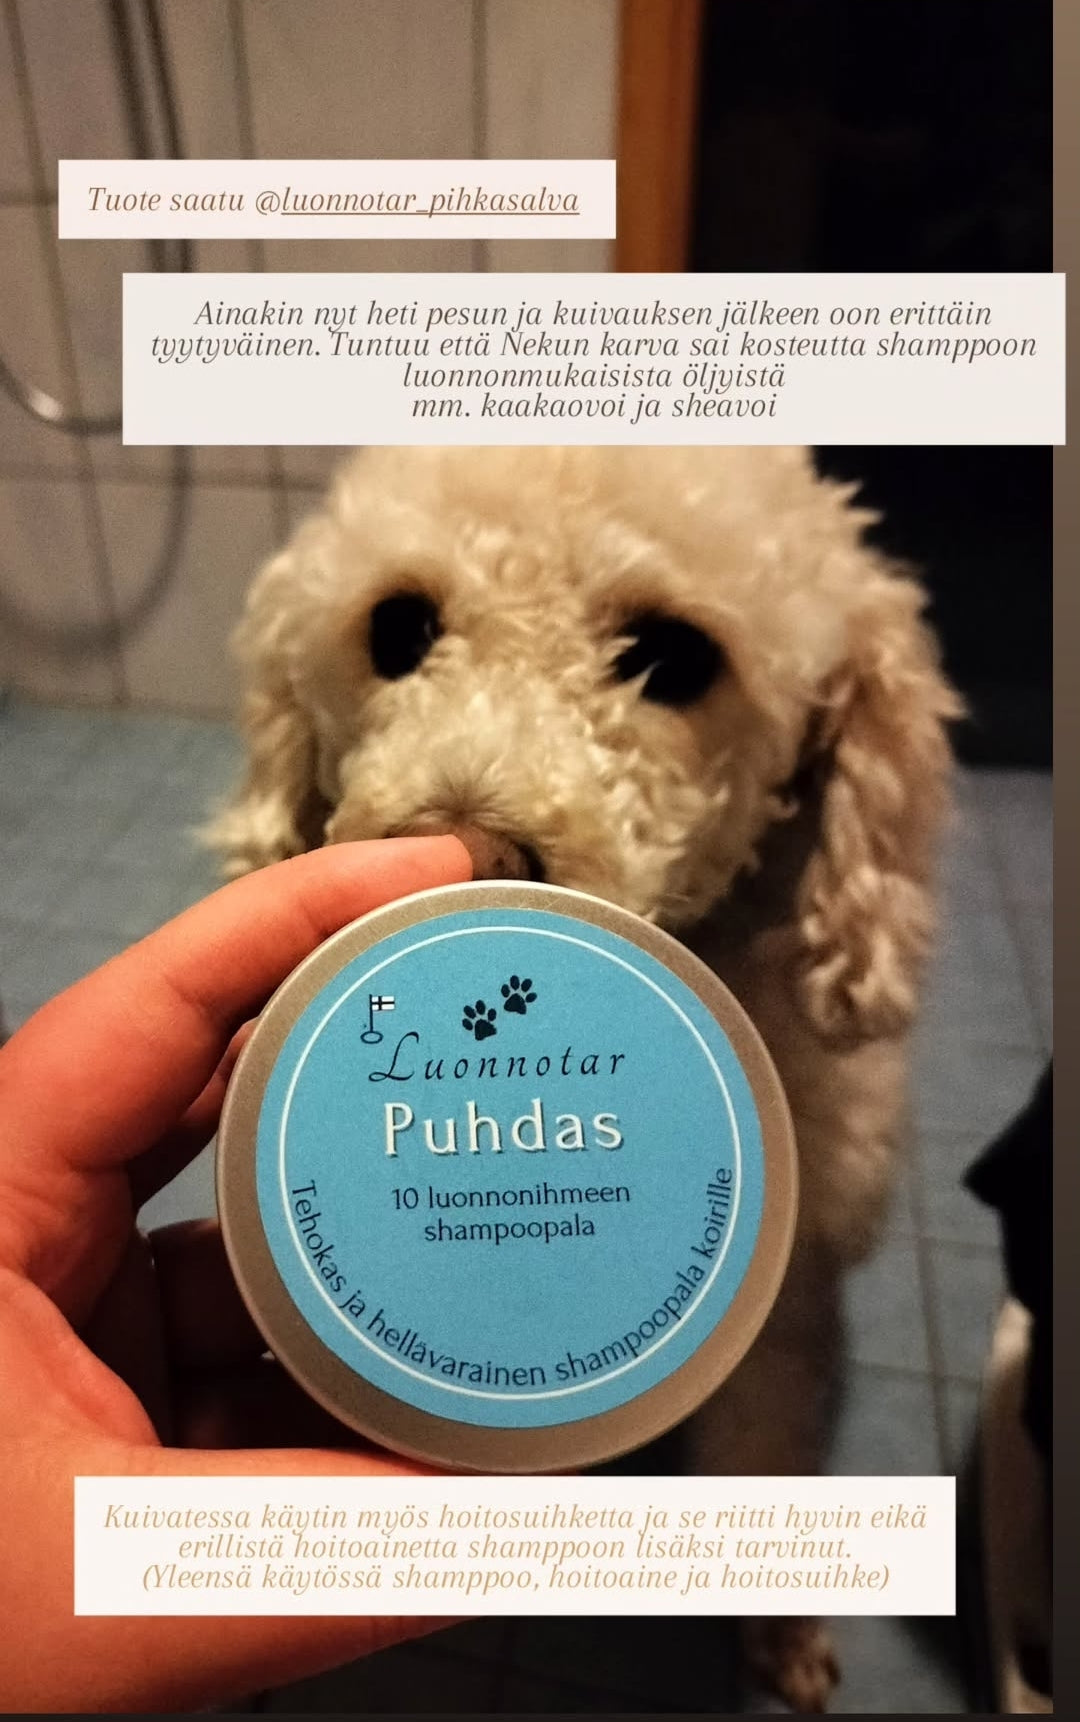 Tuote saatu @luonnotar_pihkasalva
Ainakin nyt heti pesun ja kuivauksen jälkeen oon erittäin
tyytyväinen. Tuntuu että Nekun karva sai kosteutta shamppoon
luonnonmukaisista öljyistä
mm. kaakaovoi ja sheavoi
Luonnotar
Puhdas
10 luonnonihmeen
shampoopala
Tehokas ja hellävarainen shampoopala koirille
Kuivatessa käytin myös hoitosuihketta ja se riitti hyvin eikä
erillistä hoitoainetta shamppoon lisäksi tarvinut.
(Yleensä käytössä shamppoo, hoitoaine ja hoitosuihke)